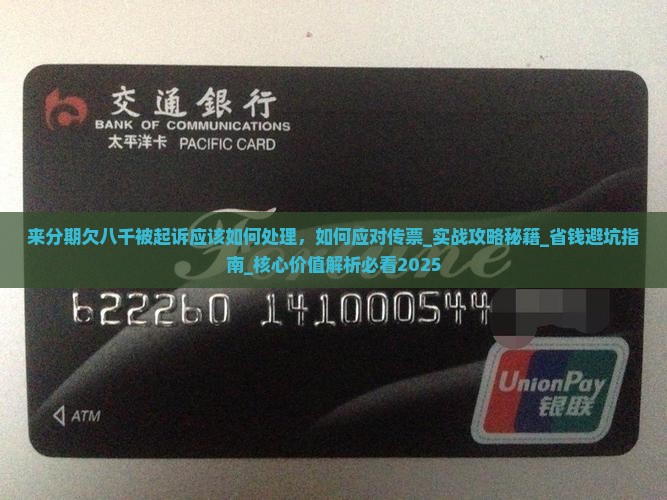 交通銀行
BANK OF COMMUNICATIONS
太平洋卡 PACIFIC CARD
来分期欠八千被起诉应该如何处理，如何应对传票_实战攻略秘籍_省钱避坑指
南_核心价值解析必看2025
622260 141000544
UnionPay
银联
ATM